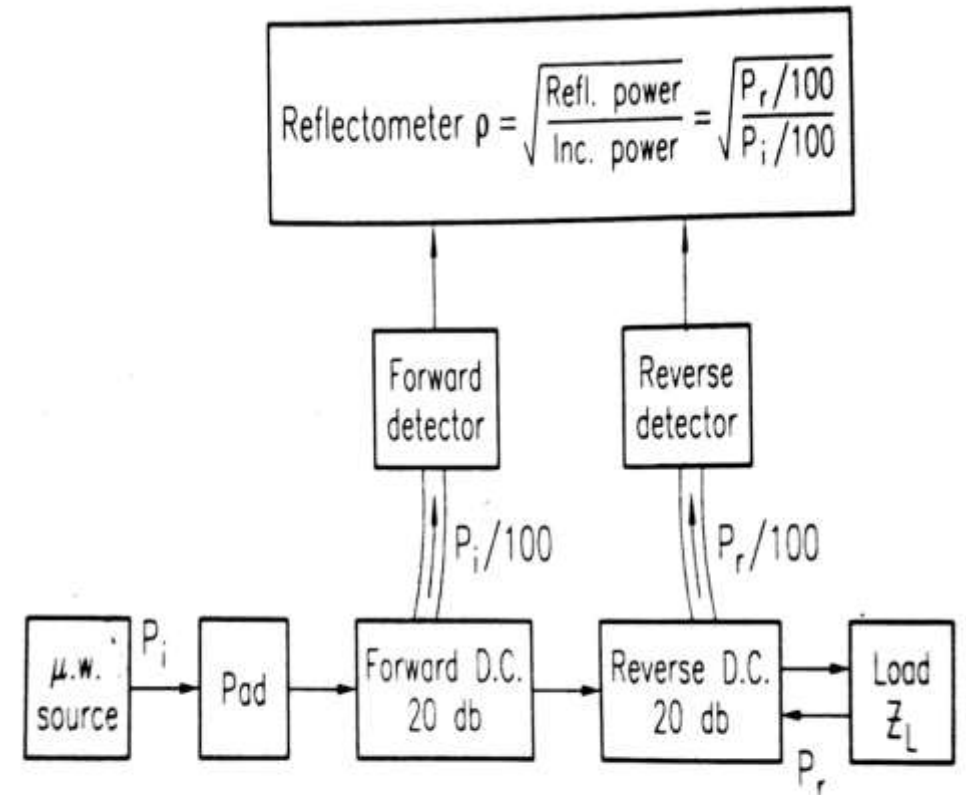 Reflectometer ρ = √(Refl. power / Inc. power) = √(P_r/100 / P_i/100)
Forward
detector
Reverse
detector
P_i/100
P_r/100
μ.w.
source
P_i
Pad
Forward D.C.
20 db
Reverse D.C.
20 db
Load
Z_L
P_r